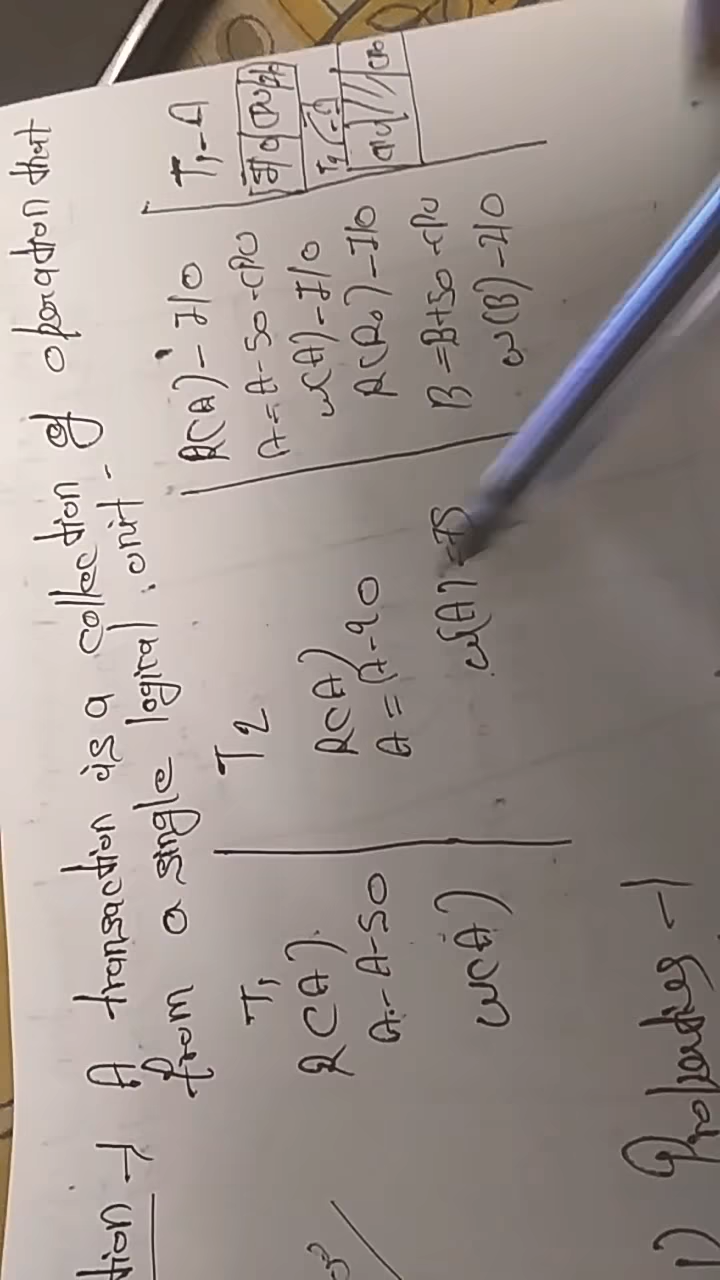 tion → A transaction is a collection of operation that
from a single logical unit.
T1
R(A)
A=A-50
w(A)
T2
R(A)
A=A-20
w(A)=75
R(A) - I/O
A=A-50-CPU
w(A)-I/O
-I/O
B=B+50-CPU
w(B)-I/O
T1-A
1) Properties →